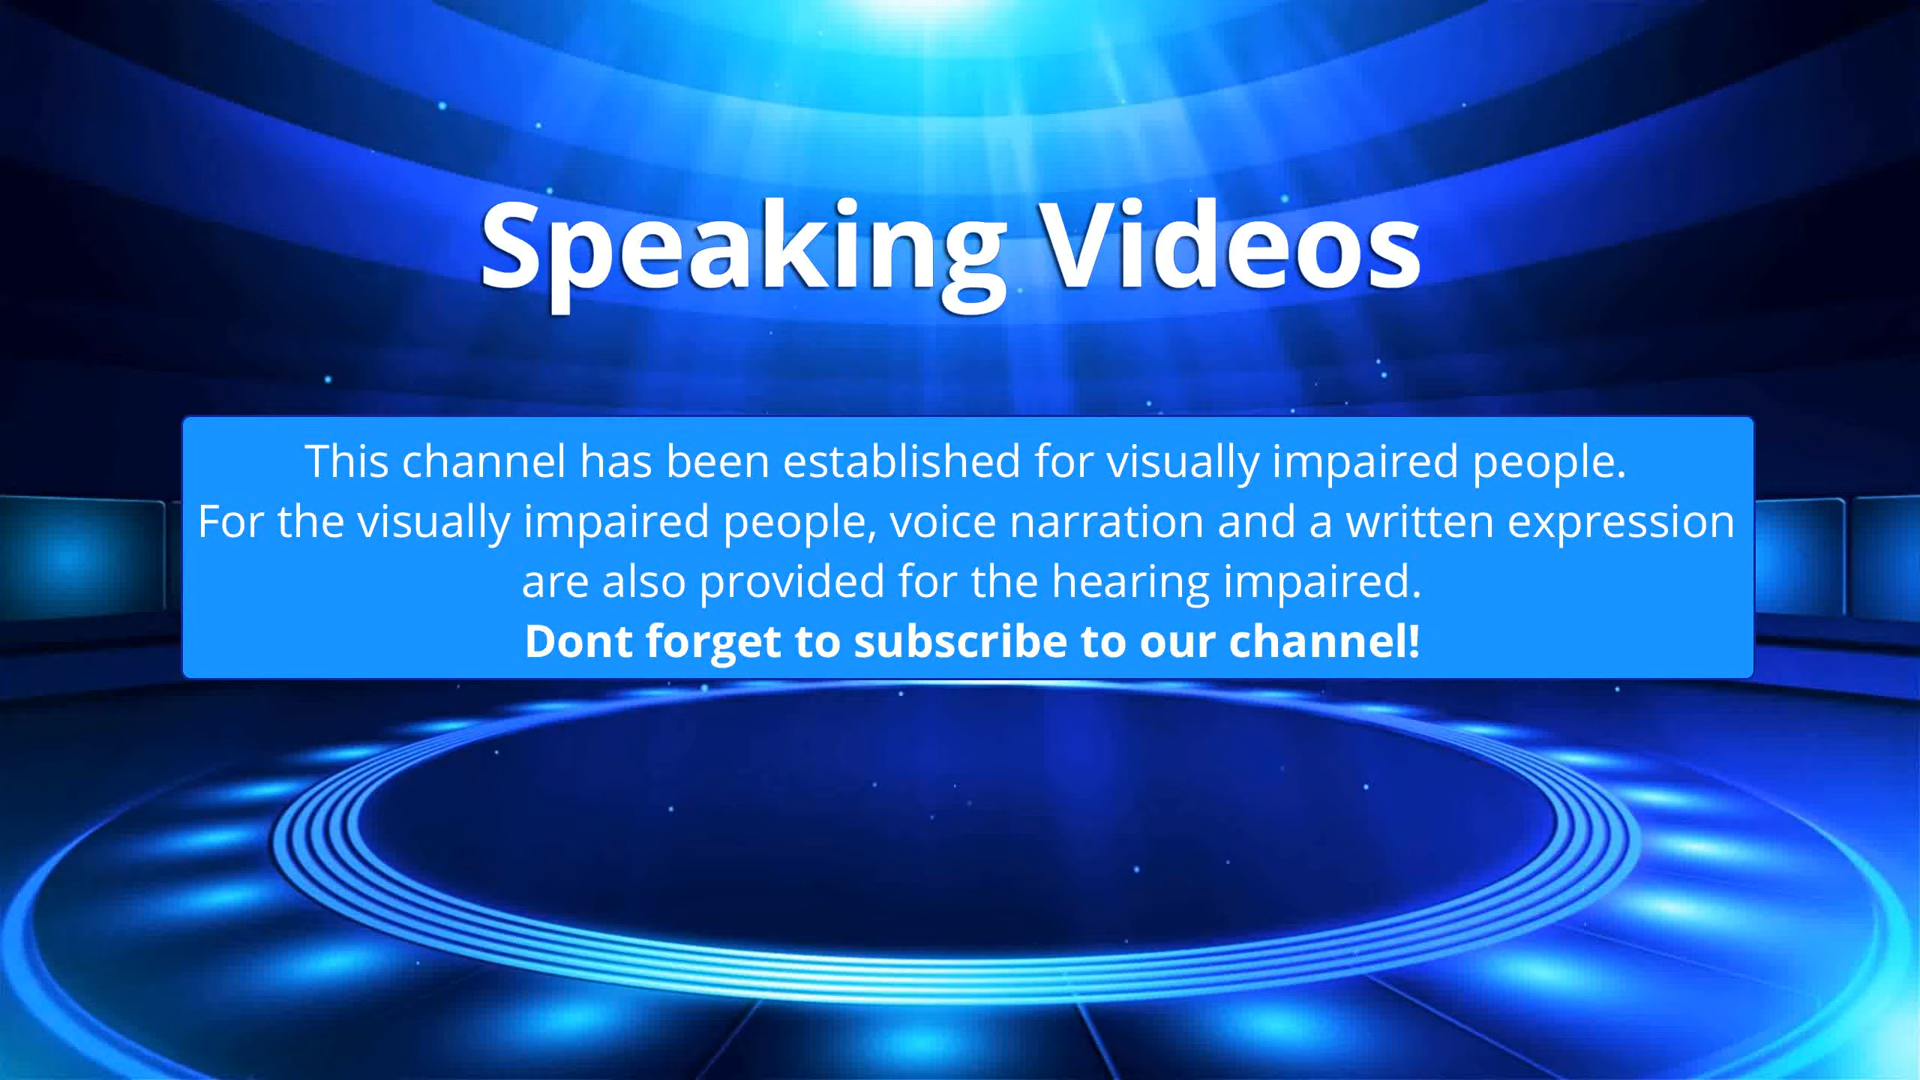 Speaking Videos
This channel has been established for visually impaired people.
For the visually impaired people, voice narration and a written expression
are also provided for the hearing impaired.
Dont forget to subscribe to our channel!